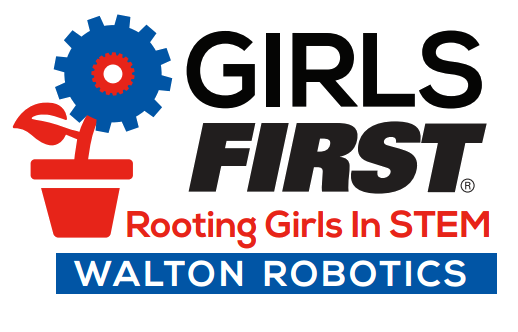 GIRLS
FIRST®
Rooting Girls In STEM
WALTON ROBOTICS